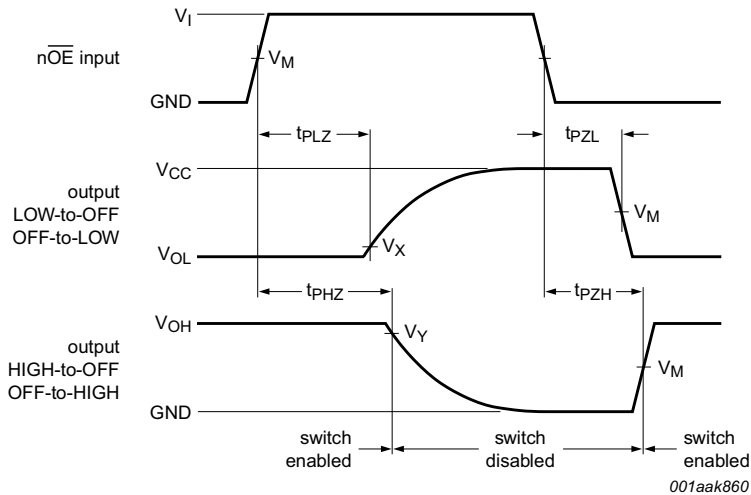 V_I
nOE input
V_M
GND
t_PLZ
t_PZL
V_CC
output
LOW-to-OFF
OFF-to-LOW
V_M
V_X
V_OL
t_PHZ
t_PZH
V_OH
output
HIGH-to-OFF
OFF-to-HIGH
V_Y
V_M
GND
switch
enabled
switch
disabled
switch
enabled
001aak860